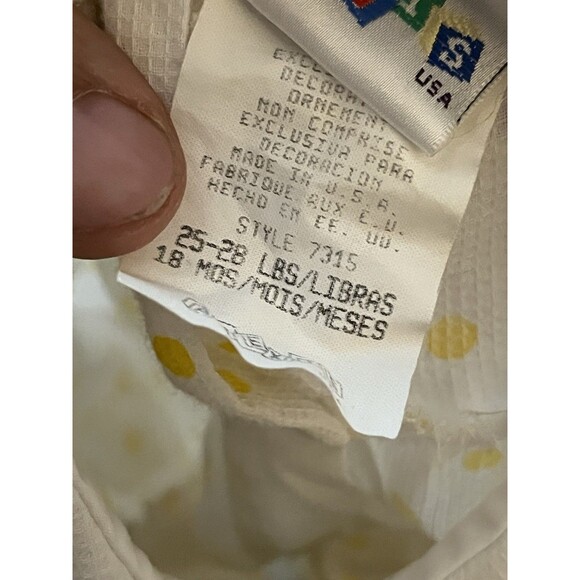 USA
DECORATI
ORNEMENT
NON COMPRISE
EXCLUSIVA PARA
DECORACION
MADE IN U.S.A.
FABRIQUE AUX E.U.
HECHO EN EE. UU.
STYLE 7315
25-28 LBS/LIBRAS
18 MOS/MOIS/MESES